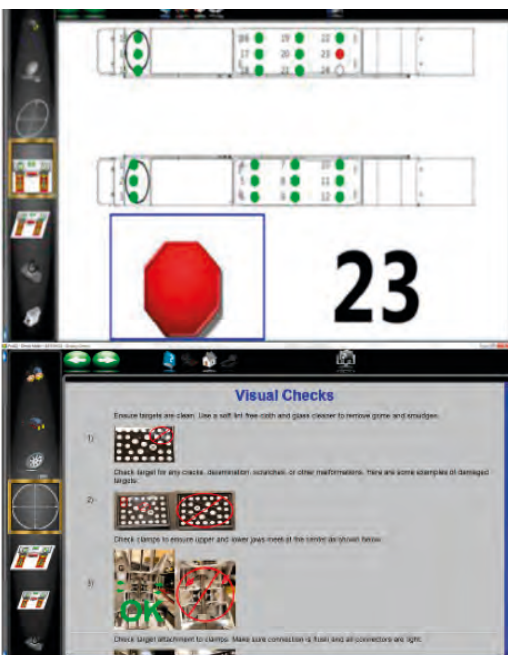 16 19 22
17 20 23
18 21 24
7 10
5 8 11
6 9 12
23
Visual Checks
Ensure targets are clean. Use a soft lint free cloth and glass cleaner to remove grime and smudges.
1)
Check target for any cracks, delamination, scratches, or other malformations. Here are some examples of damaged
targets.
2)
Check clamps to ensure upper and lower jaws meet at the center as shown below.
3)
OK
Check target attachment to clamps. Make sure connection is flush and all connectors are tight.